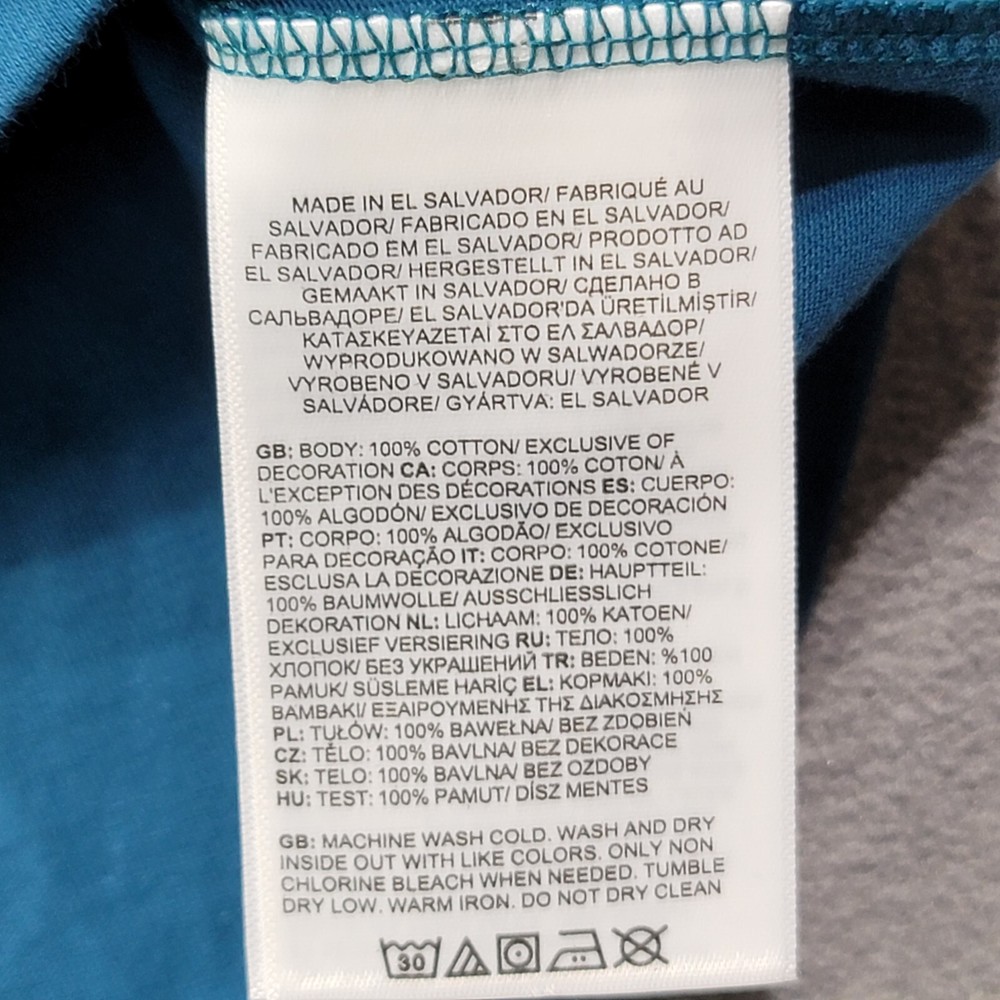 MADE IN EL SALVADOR/ FABRIQUÉ AU
SALVADOR/ FABRICADO EN EL SALVADOR/
FABRICADO EM EL SALVADOR/ PRODOTTO AD
EL SALVADOR/ HERGESTELLT IN EL SALVADOR/
GEMAAKT IN SALVADOR/ СДЕЛАНО В
САЛЬВАДОРЕ/ EL SALVADOR'DA ÜRETİLMİŞTİR/
ΚΑΤΑΣΚΕΥΑΖΕΤΑΙ ΣΤΟ ΕΛ ΣΑΛΒΑΔΟΡ/
WYPRODUKOWANO W SALWADORZE/
VYROBENO V SALVADORU/ VYROBENÉ V
SALVÁDORE/ GYÁRTVA: EL SALVADOR
GB: BODY: 100% COTTON/ EXCLUSIVE OF
DECORATION CA: CORPS: 100% COTON/ À
L'EXCEPTION DES DÉCORATIONS ES: CUERPO:
100% ALGODÓN/ EXCLUSIVO DE DECORACIÓN
PT: CORPO: 100% ALGODÃO/ EXCLUSIVO
PARA DECORAÇÃO IT: CORPO: 100% COTONE/
ESCLUSA LA DECORAZIONE DE: HAUPTTEIL:
100% BAUMWOLLE/ AUSSCHLIESSLICH
DEKORATION NL: LICHAAM: 100% KATOEN/
EXCLUSIEF VERSIERING RU: ТЕЛО: 100%
ХЛОПОК/ БЕЗ УКРАШЕНИЙ TR: BEDEN: %100
PAMUK/ SÜSLEME HARİÇ EL: ΚΟΡΜΑΚΙ: 100%
ΒΑΜΒΑΚΙ/ ΕΞΑΙΡΟΥΜΕΝΗΣ ΤΗΣ ΔΙΑΚΟΣΜΗΣΗΣ
PL: TUŁÓW: 100% BAWEŁNA/ BEZ ZDOBIEŃ
CZ: TĚLO: 100% BAVLNA/ BEZ DEKORACE
SK: TELO: 100% BAVLNA/ BEZ OZDOBY
HU: TEST: 100% PAMUT/ DÍSZ MENTES
GB: MACHINE WASH COLD. WASH AND DRY
INSIDE OUT WITH LIKE COLORS. ONLY NON
CHLORINE BLEACH WHEN NEEDED. TUMBLE
DRY LOW. WARM IRON. DO NOT DRY CLEAN
30